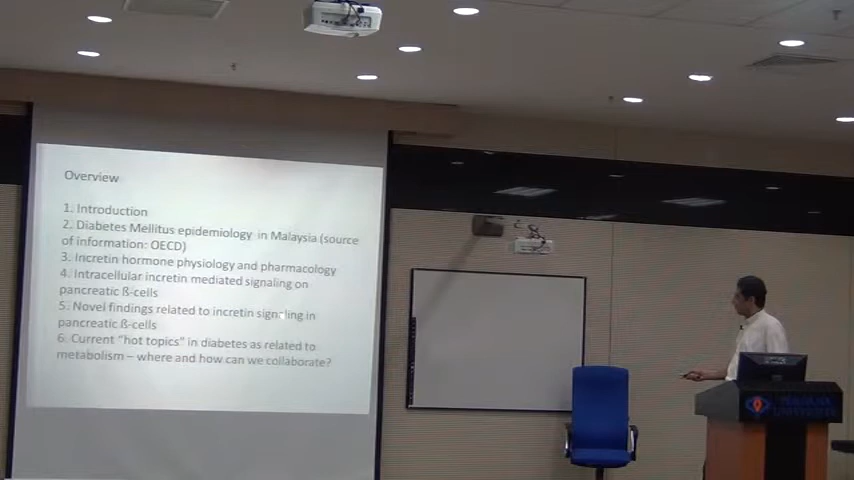 Overview
1. Introduction
2. Diabetes Mellitus epidemiology in Malaysia (source
of information: OECD)
3. Incretin hormone physiology and pharmacology
4. Intracellular incretin mediated signaling on
pancreatic ß-cells
5. Novel findings related to incretin signaling in
pancreatic ß-cells
6. Current "hot topics" in diabetes as related to
metabolism – where and how can we collaborate?